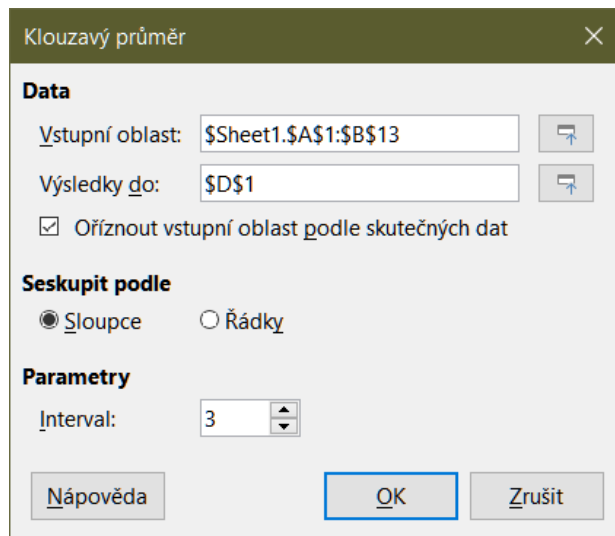 Klouzavý průměr
Data
Vstupní oblast: $Sheet1.$A$1:$B$13
Výsledky do: $D$1
Oříznout vstupní oblast podle skutečných dat
Seskupit podle
Sloupce Řádky
Parametry
Interval: 3
Nápověda OK Zrušit